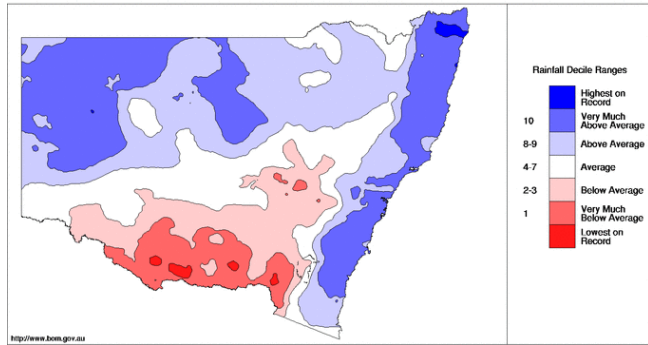 Rainfall Decile Ranges
Highest on
Record
10
Very Much
Above Average
8-9
Above Average
4-7
Average
2-3
Below Average
1
Very Much
Below Average
Lowest on
Record
http://www.bom.gov.au